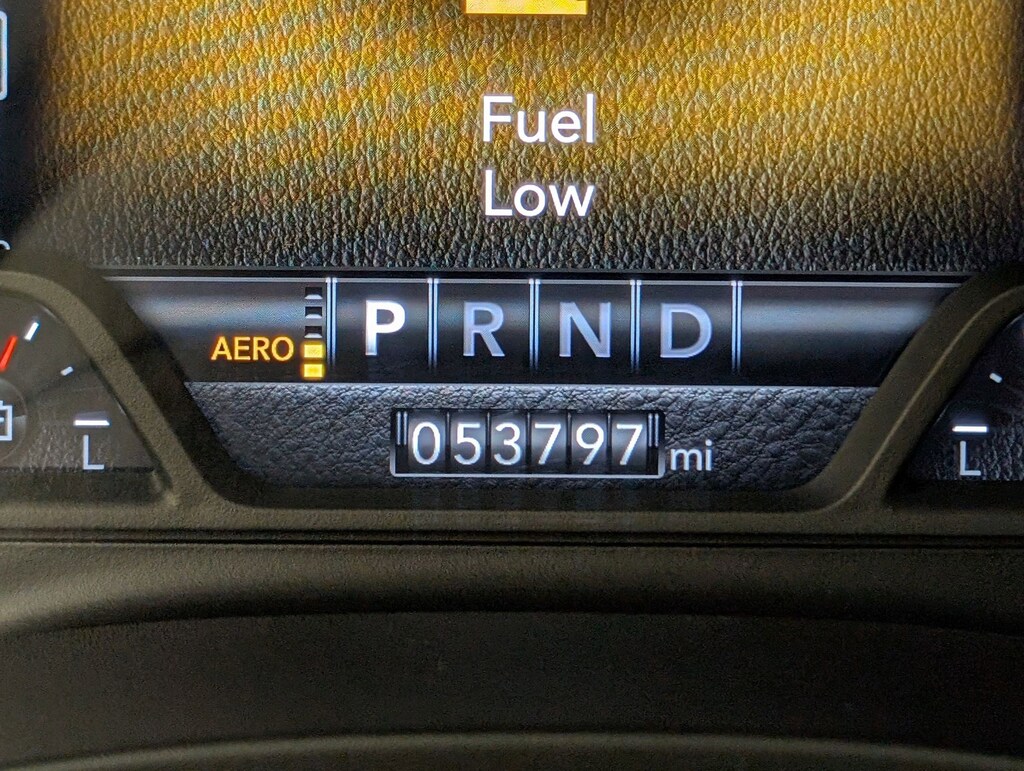 Fuel
Low
P R N D
AERO
053797 mi
L
L